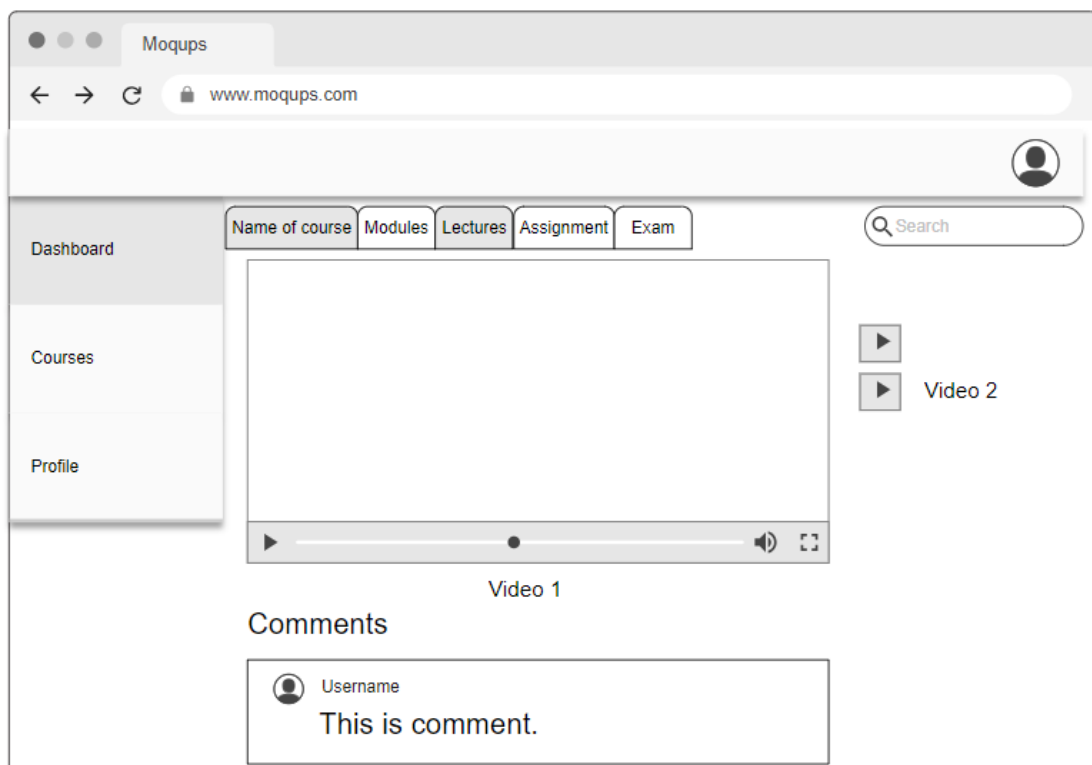 Moqups
www.moqups.com
Dashboard
Courses
Profile
Name of course Modules Lectures Assignment Exam
Search
Video 2
Video 1
Comments
Username
This is comment.